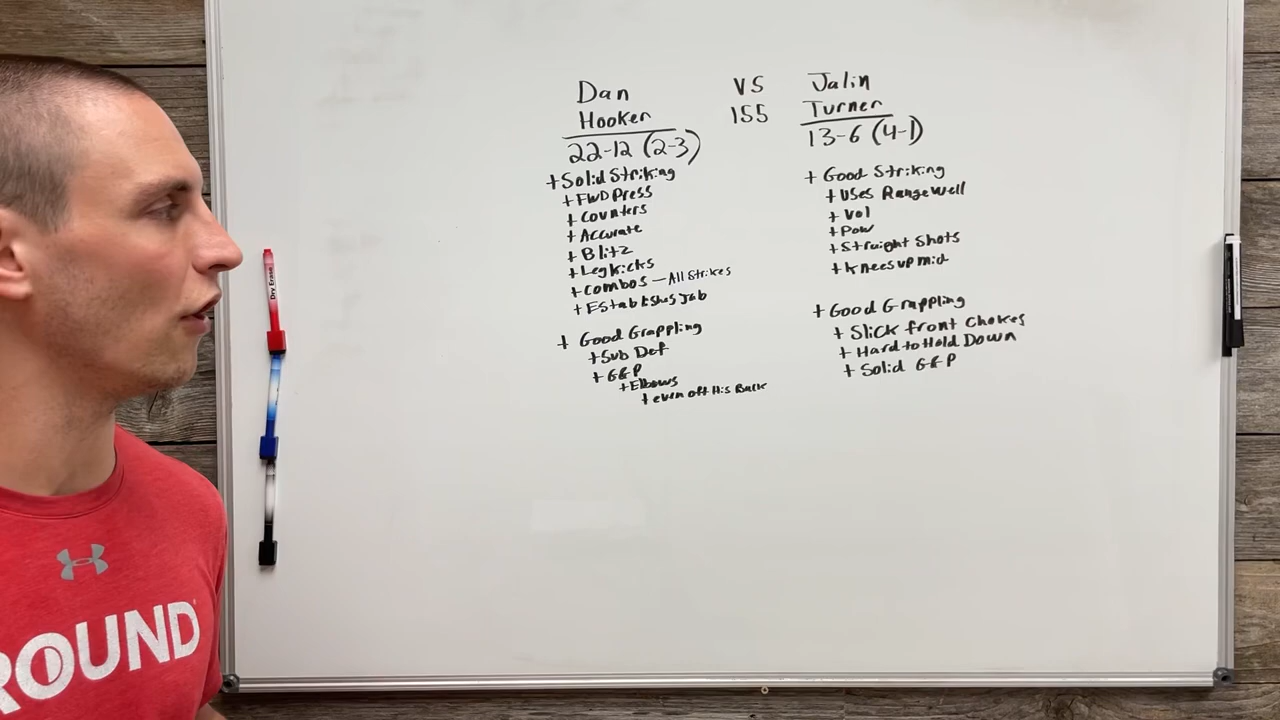 Dan
Hooker
22-12 (2-3)
+ Solid Striking
+ FWD Press
+ Counters
+ Accurate
+ Blitz
+ Leg Kicks
+ Combos — All Strikes
+ Establishes Jab
+ Good Grappling
+ Sub Def
+ G&P
+ Elbows
+ even off His Back
VS
155
Jalin
Turner
13-6 (4-1)
+ Good Striking
+ Uses Range Well
+ Vol
+ Pow
+ Straight Shots
+ Knees up mid
+ Good Grappling
+ Slick front Chokes
+ Hard to Hold Down
+ Solid G&P
Dry Erase
ROUND